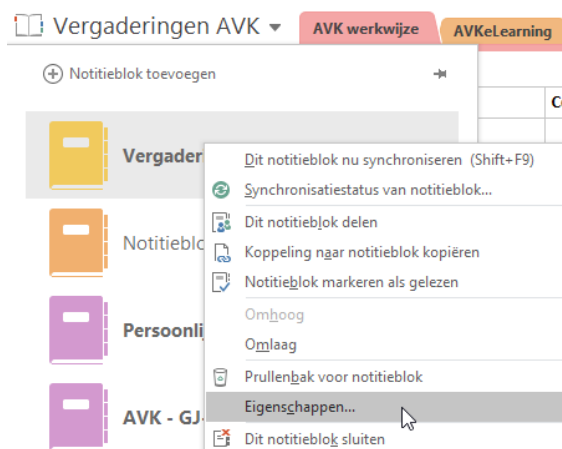 Vergaderingen AVK
AVK werkwijze
AVKeLearning
Notitieblok toevoegen
Vergader
Dit notitieblok nu synchroniseren (Shift+F9)
Synchronisatiestatus van notitieblok...
Dit notitieblok delen
Notitieblo
Koppeling naar notitieblok kopiëren
Notitieblok markeren als gelezen
Omhoog
Persoonlij
Omlaag
Prullenbak voor notitieblok
AVK - GJ-
Eigenschappen...
Dit notitieblok sluiten